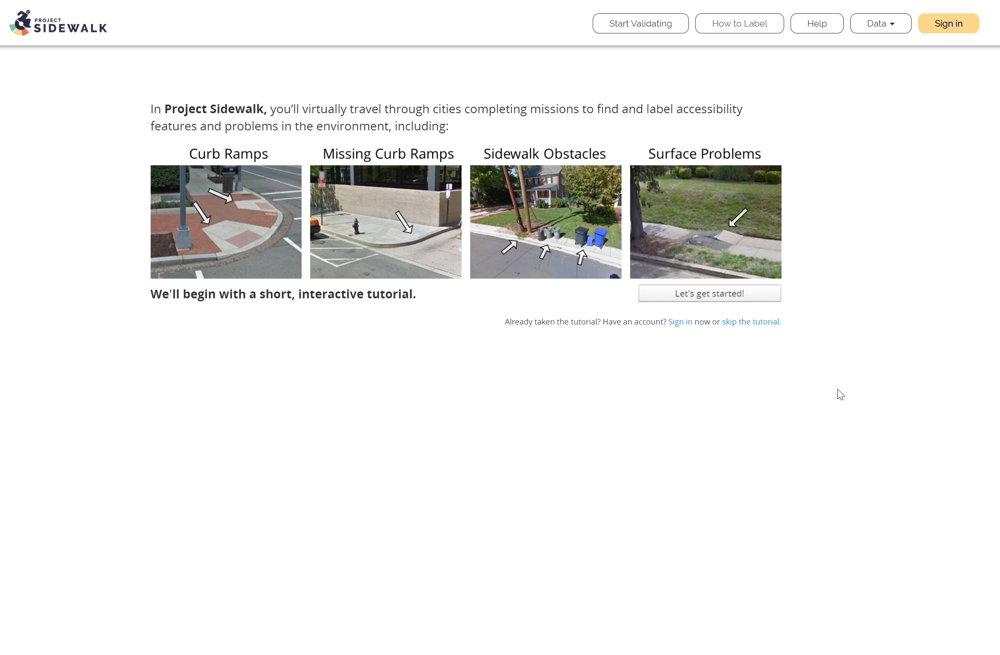 PROJECT
SIDEWALK
Start Validating
How to Label
Help
Data
Sign in
In Project Sidewalk, you’ll virtually travel through cities completing missions to find and label accessibility
features and problems in the environment, including:
Curb Ramps
Missing Curb Ramps
Sidewalk Obstacles
Surface Problems
We'll begin with a short, interactive tutorial.
Let's get started!
Already taken the tutorial? Have an account? Sign in now or skip the tutorial.